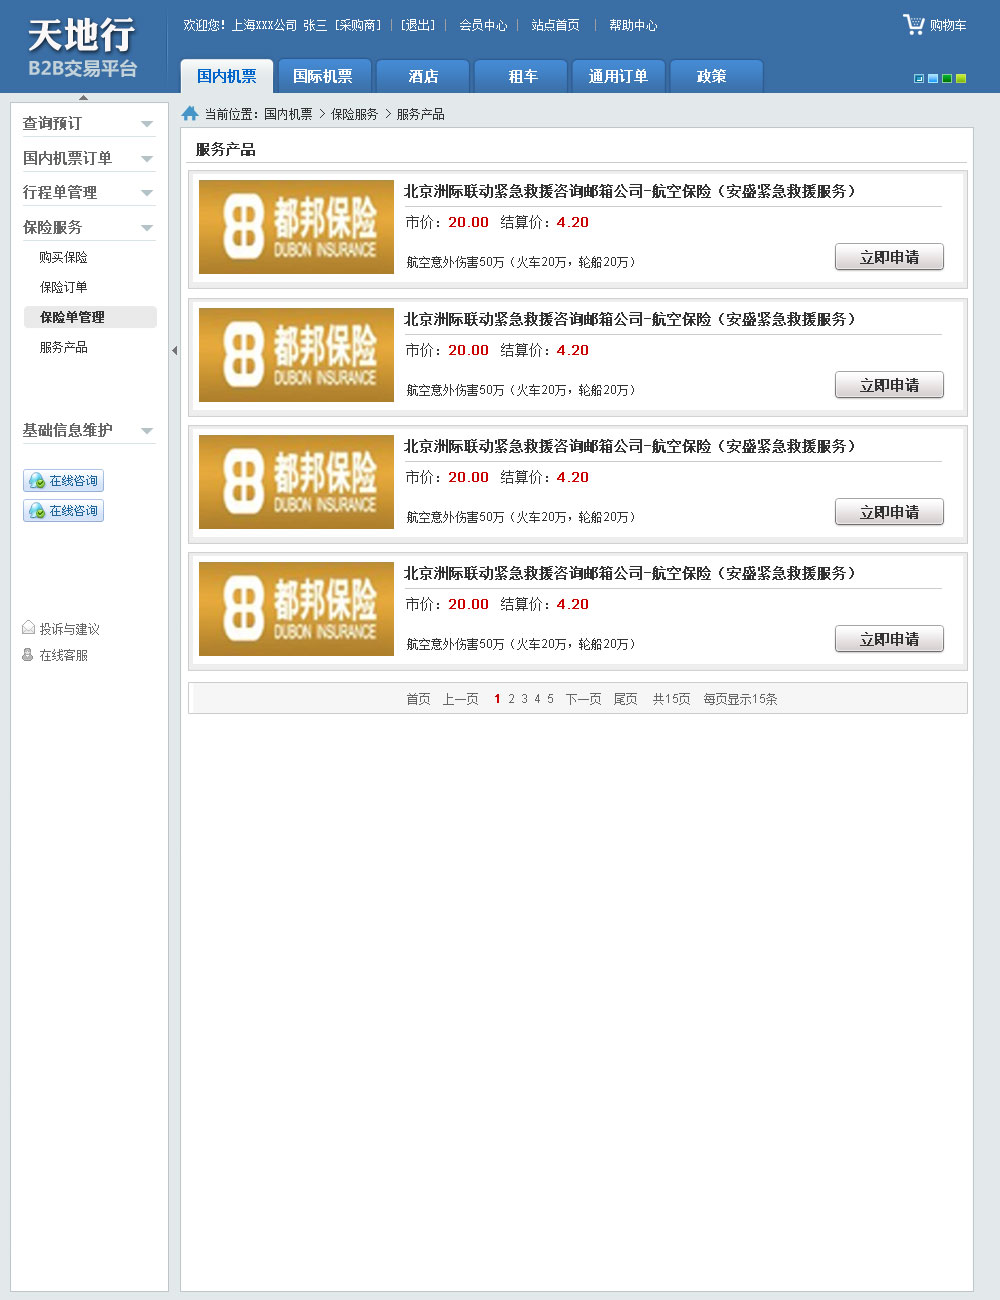 天地行
B2B交易平台
欢迎您! 上海XXX公司 张三 [采购商] | [退出] | 会员中心 | 站点首页 | 帮助中心
购物车
国内机票 国际机票 酒店 租车 通用订单 政策
当前位置: 国内机票 > 保险服务 > 服务产品
查询预订
国内机票订单
行程单管理
保险服务
购买保险
保险订单
保险单管理
服务产品
基础信息维护
在线咨询
在线咨询
投诉与建议
在线客服
服务产品
都邦保险
DUBON INSURANCE
北京洲际联动紧急救援咨询邮箱公司-航空保险（安盛紧急救援服务）
市价: 20.00 结算价: 4.20
航空意外伤害50万（火车20万，轮船20万）
立即申请
都邦保险
DUBON INSURANCE
北京洲际联动紧急救援咨询邮箱公司-航空保险（安盛紧急救援服务）
市价: 20.00 结算价: 4.20
航空意外伤害50万（火车20万，轮船20万）
立即申请
都邦保险
DUBON INSURANCE
北京洲际联动紧急救援咨询邮箱公司-航空保险（安盛紧急救援服务）
市价: 20.00 结算价: 4.20
航空意外伤害50万（火车20万，轮船20万）
立即申请
都邦保险
DUBON INSURANCE
北京洲际联动紧急救援咨询邮箱公司-航空保险（安盛紧急救援服务）
市价: 20.00 结算价: 4.20
航空意外伤害50万（火车20万，轮船20万）
立即申请
首页 上一页 1 2 3 4 5 下一页 尾页 共15页 每页显示15条